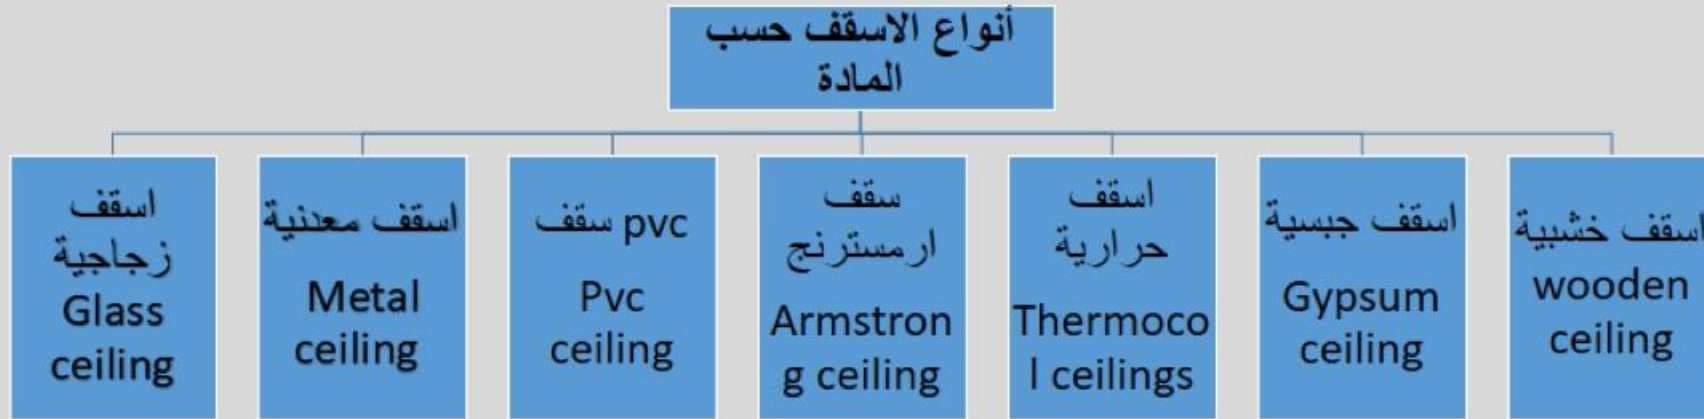 أنواع الاسقف حسب
المادة
اسقف خشبية
wooden
ceiling
اسقف جبسية
Gypsum
ceiling
اسقف
حرارية
Thermoco
l ceilings
سقف
ارمسترنج
Armstron
g ceiling
سقف pvc
Pvc
ceiling
اسقف معدنية
Metal
ceiling
اسقف
زجاجية
Glass
ceiling